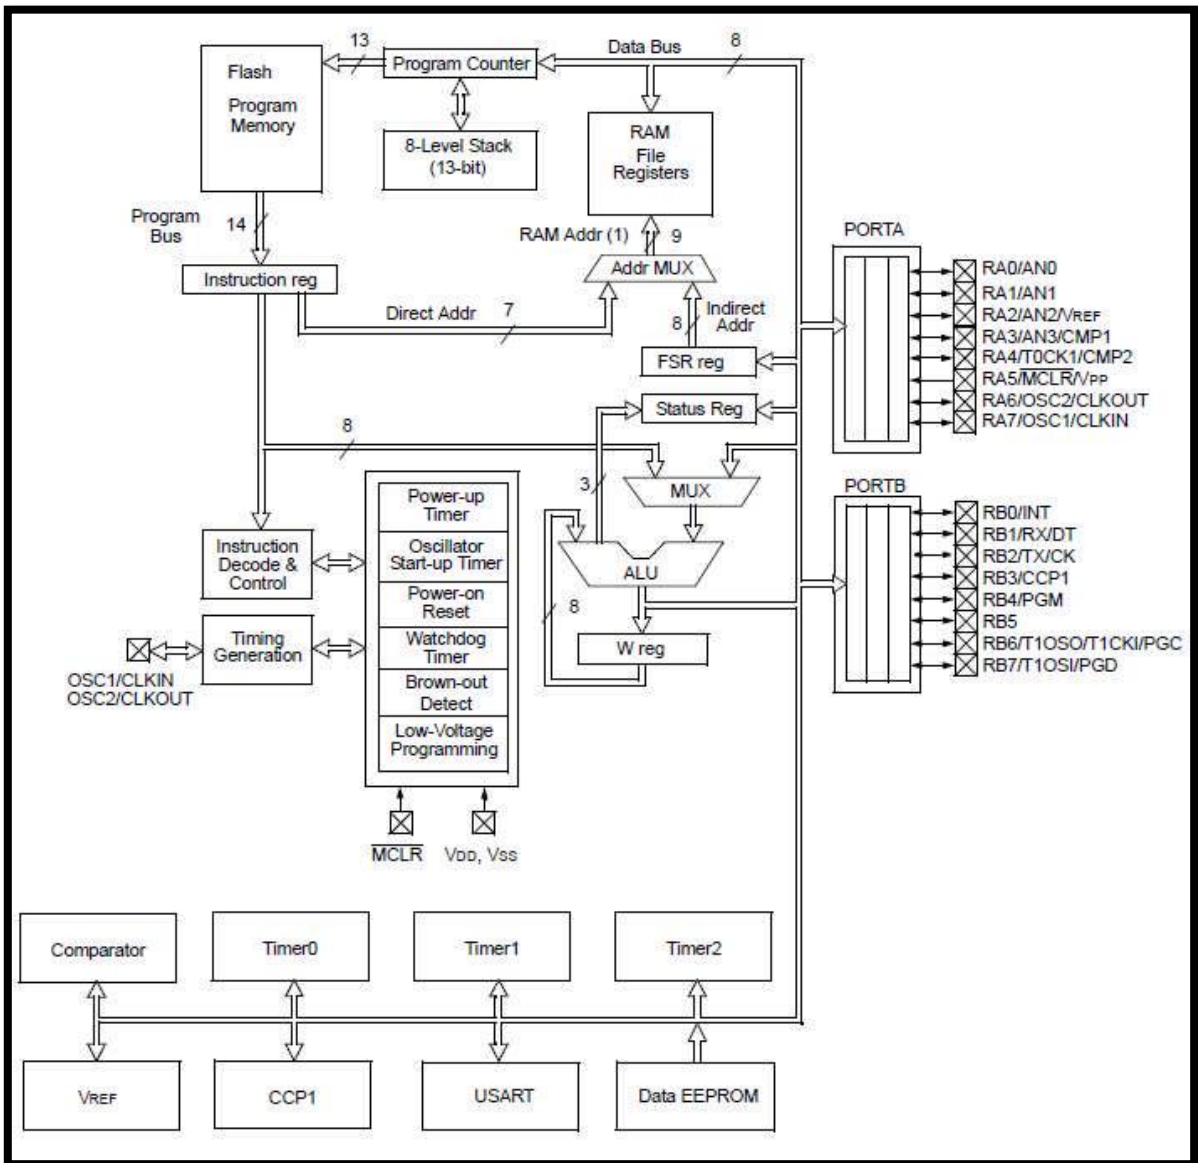 13
Data Bus
8
Flash
Program
Memory
Program Counter
8-Level Stack
(13-bit)
RAM
File
Registers
Program
Bus
14
RAM Addr (1)
9
Addr MUX
Instruction reg
Direct Addr
7
8
Indirect
Addr
FSR reg
Status Reg
8
3
MUX
ALU
8
W reg
Instruction
Decode &
Control
Timing
Generation
OSC1/CLKIN
OSC2/CLKOUT
Power-up
Timer
Oscillator
Start-up Timer
Power-on
Reset
Watchdog
Timer
Brown-out
Detect
Low-Voltage
Programming
MCLR
VDD, VSS
PORTA
RA0/AN0
RA1/AN1
RA2/AN2/VREF
RA3/AN3/CMP1
RA4/T0CK1/CMP2
RA5/MCLR/VPP
RA6/OSC2/CLKOUT
RA7/OSC1/CLKIN
PORTB
RB0/INT
RB1/RX/DT
RB2/TX/CK
RB3/CCP1
RB4/PGM
RB5
RB6/T1OSO/T1CKI/PGC
RB7/T1OSI/PGD
Comparator
Timer0
Timer1
Timer2
VREF
CCP1
USART
Data EEPROM